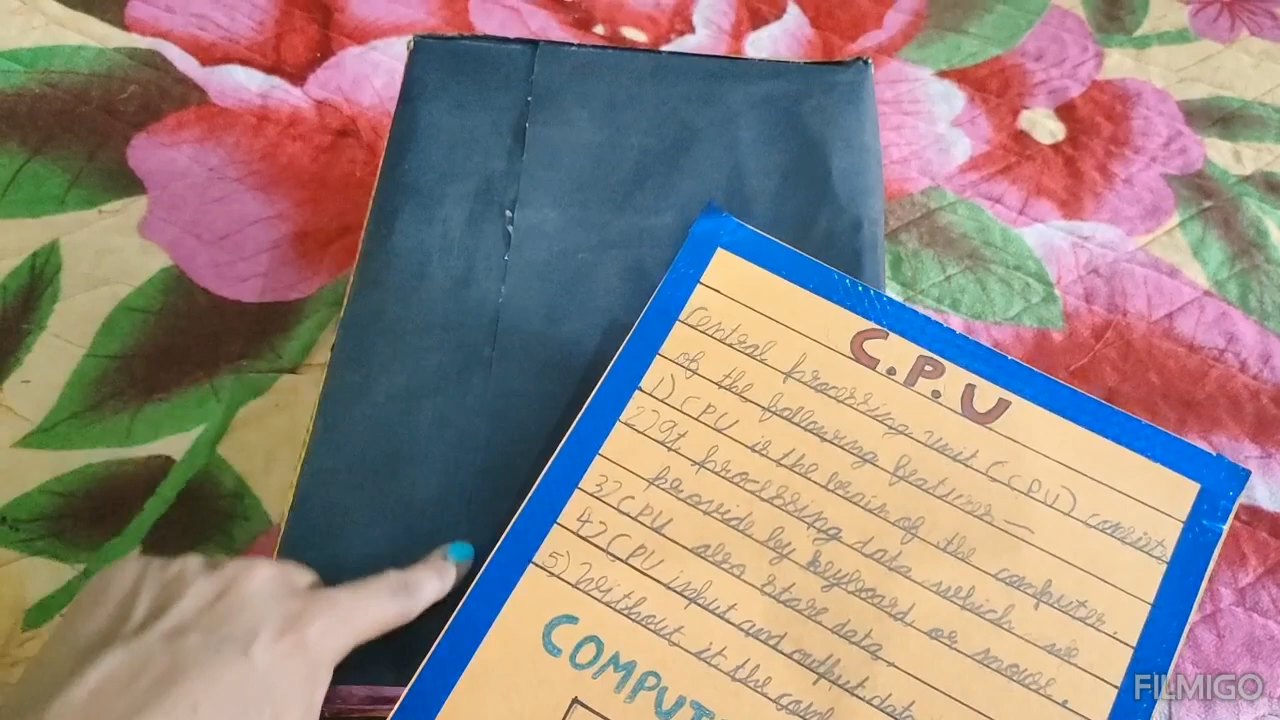 C.P.U
Central processing unit (CPU) consists
of the following features —
1) CPU is the brain of the computer.
2) It processing data which we
provide by keyboard or mouse.
3) CPU also store data.
4) CPU input and output data
5) Without it the com
COMPUT
FILMIGO